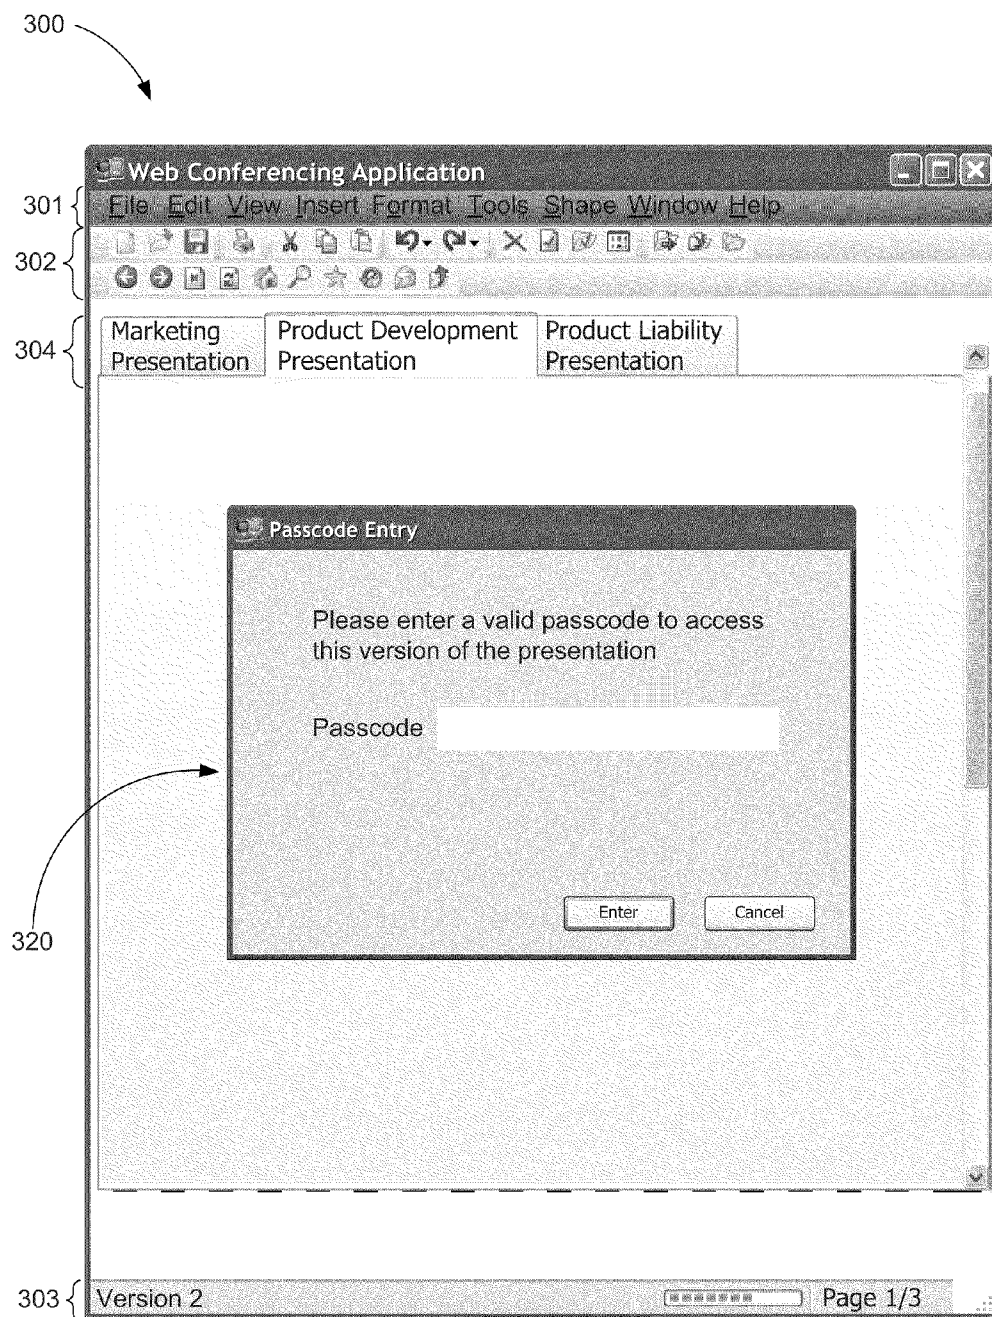 300
Web Conferencing Application
301
File Edit View Insert Format Tools Shape Window Help
302
304
Marketing
Presentation
Product Development
Presentation
Product Liability
Presentation
Passcode Entry
Please enter a valid passcode to access
this version of the presentation
Passcode
320
Enter Cancel
303
Version 2 Page 1/3